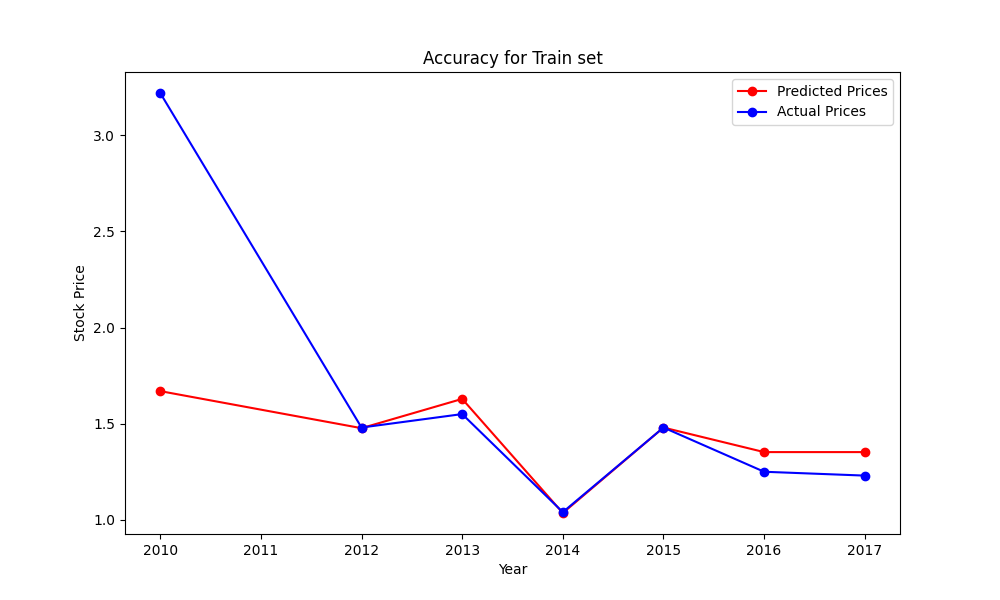 Accuracy for Train set
Predicted Prices
Actual Prices
Stock Price
3.0
2.5
2.0
1.5
1.0
2010 2011 2012 2013 2014 2015 2016 2017
Year